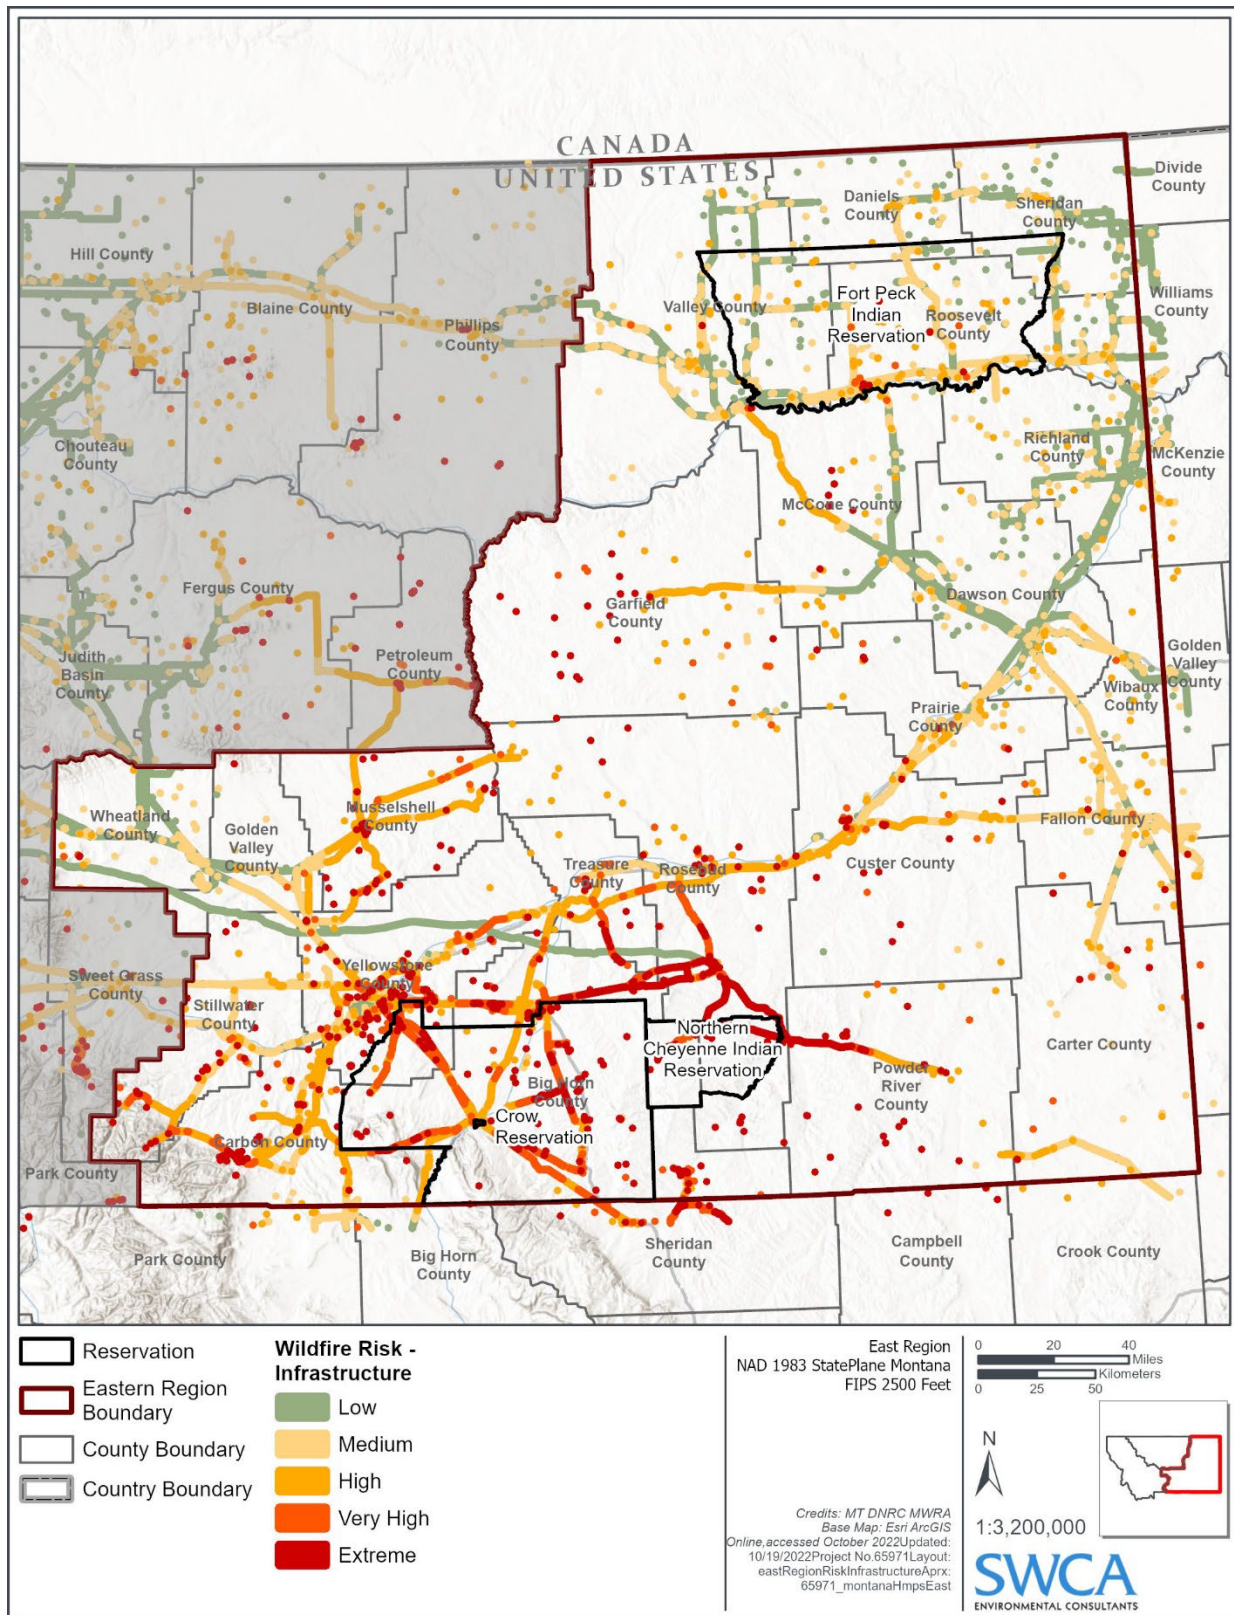 CANADA
UNITED STATES
Divide
County
Daniels
County
Sheridan
County
Hill County
Blaine County
Phillips
County
Valley County
Fort Peck
Indian
Reservation
Roosevelt
County
Williams
County
Chouteau
County
Richland
County
McKenzie
County
McCone County
Fergus County
Garfield
County
Dawson County
Judith
Basin
County
Petroleum
County
Golden
Valley
County
Wibaux
County
Prairie
County
Wheatland
County
Golden
Valley
County
Musselshell
County
Fallon County
Treasure
County
Rosebud
County
Custer County
Sweet Grass
County
Yellowstone
County
Stillwater
County
Northern
Cheyenne Indian
Reservation
Carter County
Powder
River
County
Big Horn
County
Crow
Reservation
Carbon County
Park County
Park County
Big Horn
County
Sheridan
County
Campbell
County
Crook County
Reservation
Eastern Region
Boundary
County Boundary
Country Boundary
Wildfire Risk -
Infrastructure
Low
Medium
High
Very High
Extreme
East Region
NAD 1983 StatePlane Montana
FIPS 2500 Feet
Credits: MT DNRC MWRA
Base Map: Esri ArcGIS
Online,accessed October 2022Updated:
10/19/2022Project No.65971Layout:
eastRegionRiskInfrastructureAprx:
65971_montanaHmpsEast
0 20 40
Miles
Kilometers
0 25 50
N
1:3,200,000
SWCA
ENVIRONMENTAL CONSULTANTS